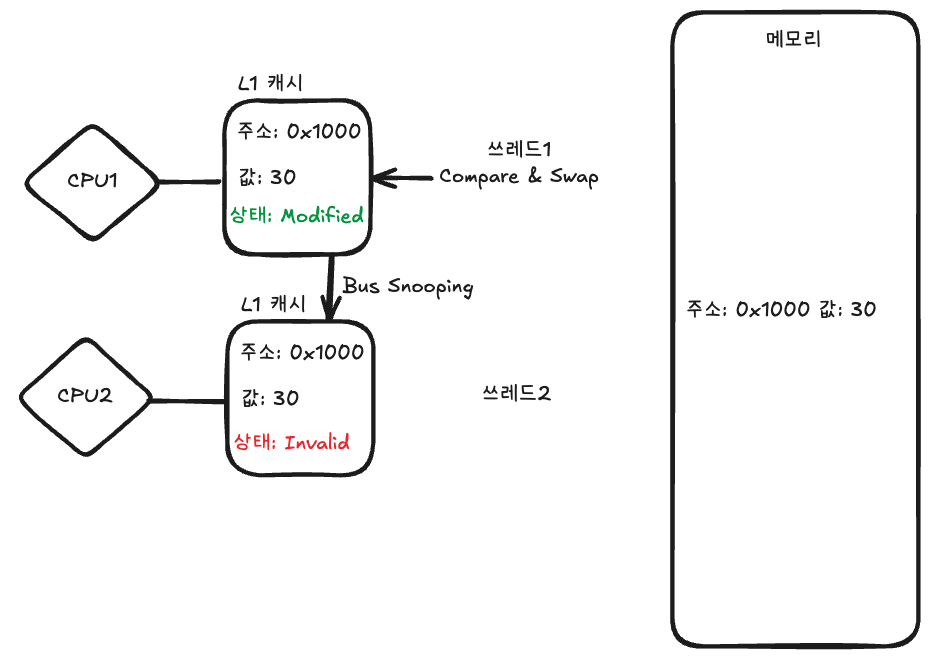 메모리
L1 캐시
주소: 0x1000
CPU1
값: 30
상태: Modified
쓰레드1
Compare & Swap
Bus Snooping
주소: 0x1000 값: 30
L1 캐시
주소: 0x1000
CPU2
값: 30
상태: Invalid
쓰레드2